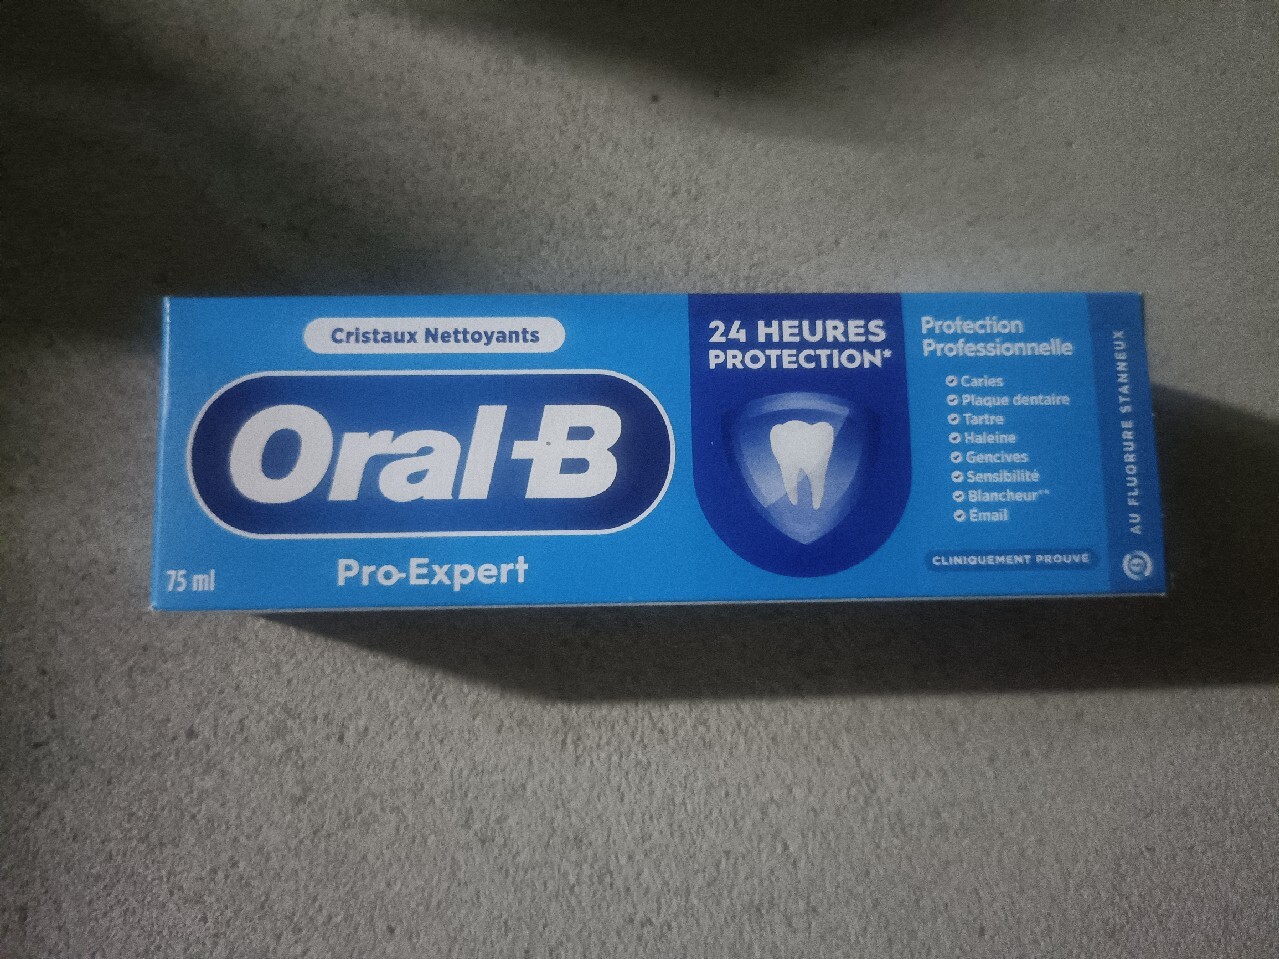 Cristaux Nettoyants
Oral-B
Pro-Expert
75 ml
24 HEURES
PROTECTION*
Protection
Professionnelle
Caries
Plaque dentaire
Tartre
Haleine
Gencives
Sensibilité
Blancheur**
Émail
CLINIQUEMENT PROUVÉ
AU FLUORURE STANNEUX